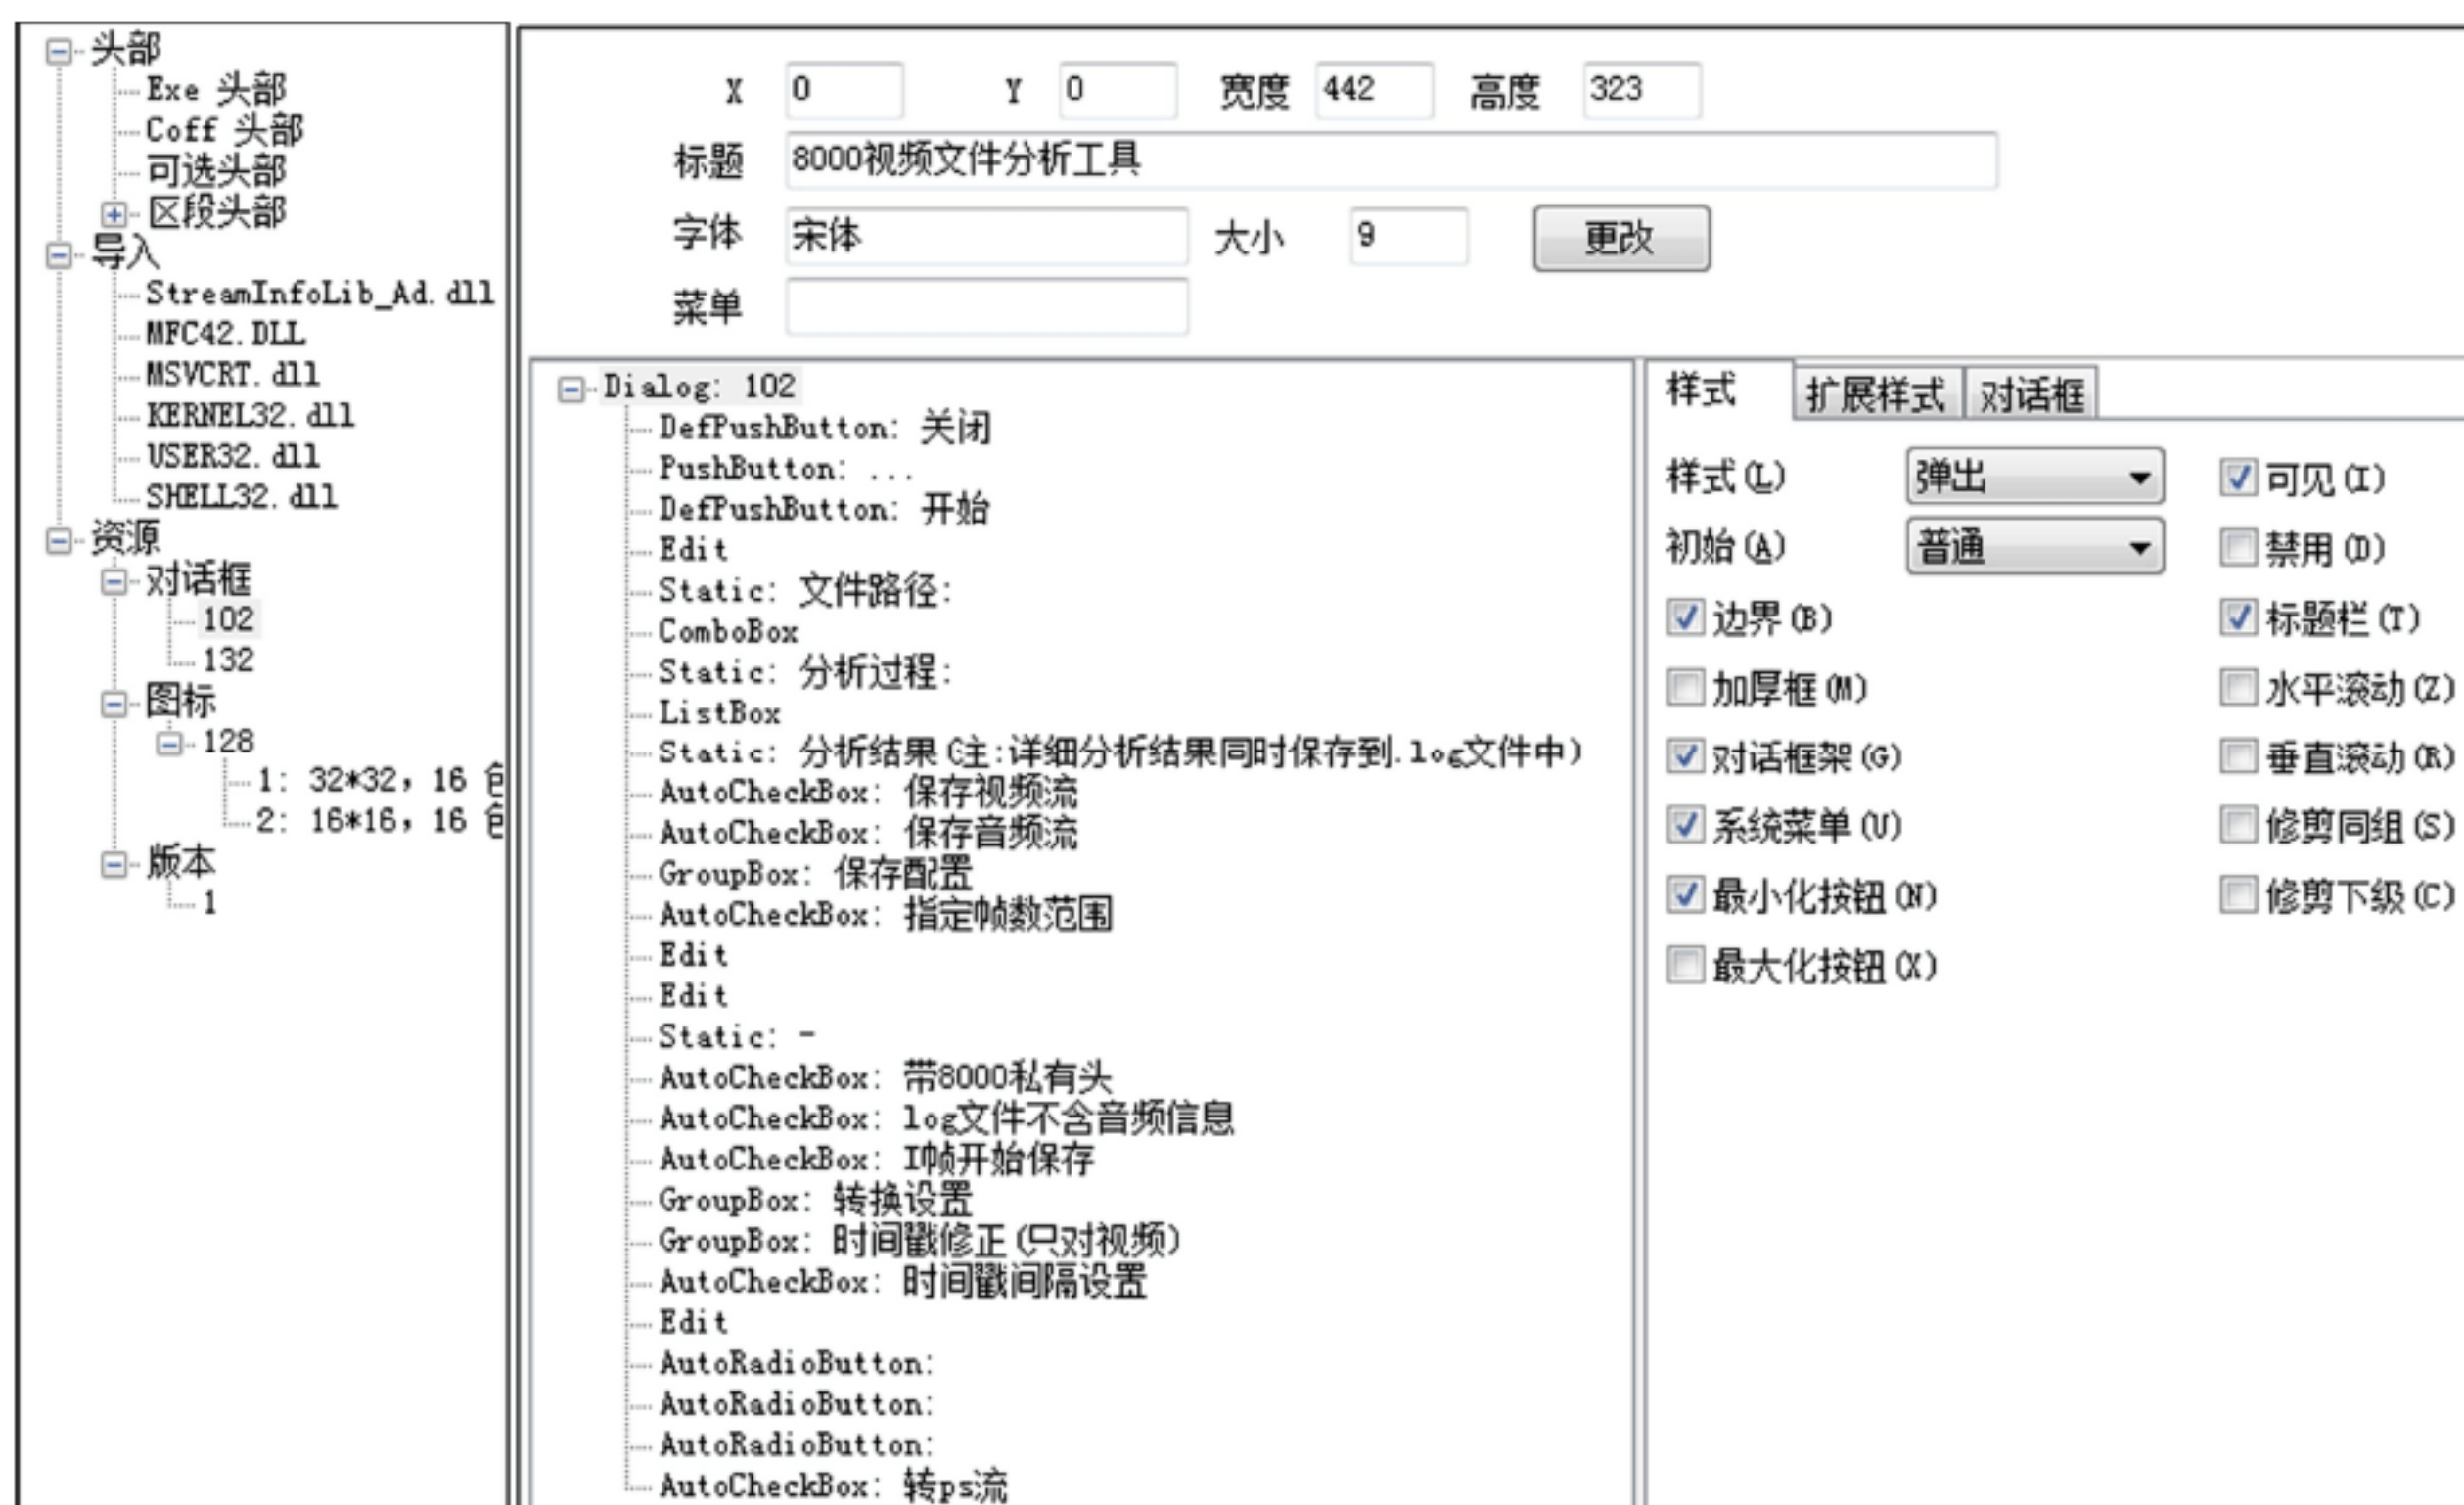 头部
Exe 头部
Coff 头部
可选头部
区段头部
导入
StreamInfoLib_Ad.dll
MFC42.DLL
MSVCRT.dll
KERNEL32.dll
USER32.dll
SHELL32.dll
资源
对话框
102
132
图标
128
1: 32*32, 16 色
2: 16*16, 16 色
版本
1
X 0 Y 0 宽度 442 高度 323
标题 8000视频文件分析工具
字体 宋体 大小 9 更改
菜单
Dialog: 102
DefPushButton: 关闭
PushButton: ...
DefPushButton: 开始
Edit
Static: 文件路径:
ComboBox
Static: 分析过程:
ListBox
Static: 分析结果(注:详细分析结果同时保存到.log文件中)
AutoCheckBox: 保存视频流
AutoCheckBox: 保存音频流
GroupBox: 保存配置
AutoCheckBox: 指定帧数范围
Edit
Edit
Static: -
AutoCheckBox: 带8000私有头
AutoCheckBox: log文件不含音频信息
AutoCheckBox: I帧开始保存
GroupBox: 转换设置
GroupBox: 时间戳修正(只对视频)
AutoCheckBox: 时间戳间隔设置
Edit
AutoRadioButton:
AutoRadioButton:
AutoRadioButton:
AutoCheckBox: 转ps流
样式 扩展样式 对话框
样式(L) 弹出 可见(I)
初始(A) 普通 禁用(D)
边界(B) 标题栏(T)
加厚框(M) 水平滚动(Z)
对话框架(G) 垂直滚动(R)
系统菜单(U) 修剪同组(S)
最小化按钮(N) 修剪下级(C)
最大化按钮(X)